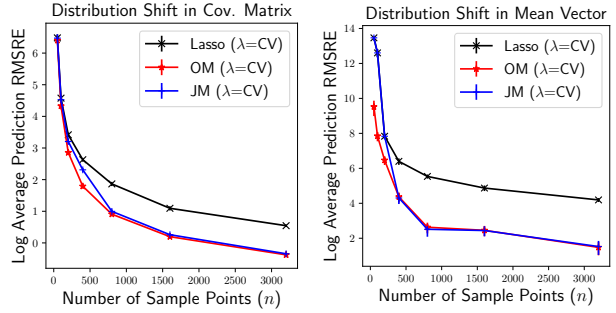 Distribution Shift in Cov. Matrix
Log Average Prediction RMSRE
6
5
4
3
2
1
0
Lasso (λ=CV)
OM (λ=CV)
JM (λ=CV)
0 500 1000 1500 2000 2500 3000
Number of Sample Points (n)
Distribution Shift in Mean Vector
Log Average Prediction RMSRE
14
12
10
8
6
4
2
Lasso (λ=CV)
OM (λ=CV)
JM (λ=CV)
0 500 1000 1500 2000 2500 3000
Number of Sample Points (n)